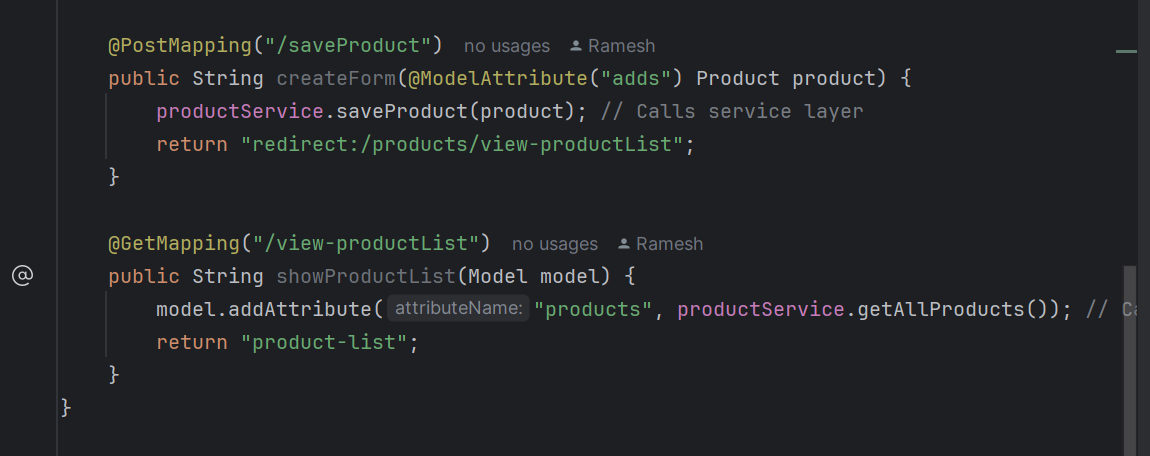 @PostMapping("/saveProduct") no usages Ramesh
public String createForm(@ModelAttribute("adds") Product product) {
productService.saveProduct(product); // Calls service layer
return "redirect:/products/view-productList";
}
@GetMapping("/view-productList") no usages Ramesh
public String showProductList(Model model) {
model.addAttribute( attributeName: "products", productService.getAllProducts()); //
return "product-list";
}
}